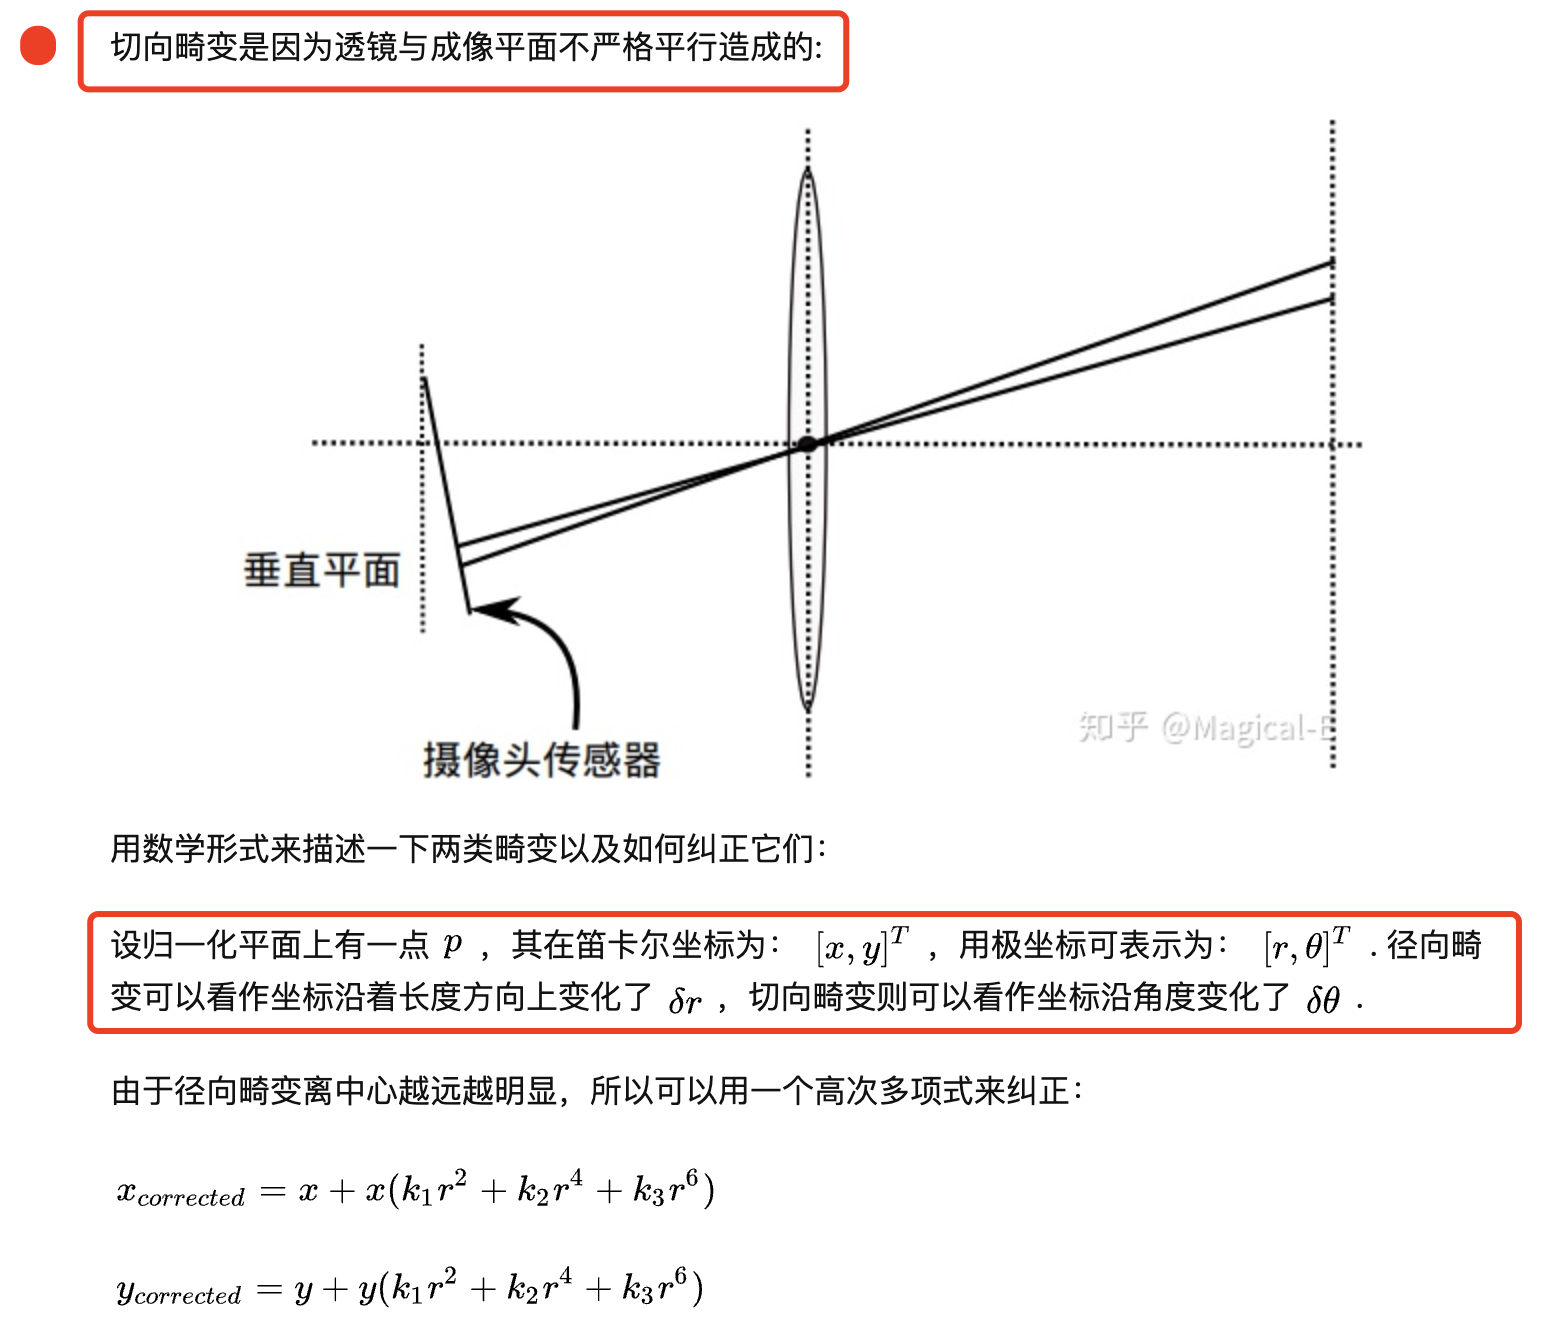 切向畸变是因为透镜与成像平面不严格平行造成的:
垂直平面
摄像头传感器
知乎 @Magical-E
用数学形式来描述一下两类畸变以及如何纠正它们：
设归一化平面上有一点 p ，其在笛卡尔坐标为： [x, y]^T ，用极坐标可表示为： [r, θ]^T . 径向畸
变可以看作坐标沿着长度方向上变化了 δr ，切向畸变则可以看作坐标沿角度变化了 δθ .
由于径向畸变离中心越远越明显，所以可以用一个高次多项式来纠正：
x_{corrected} = x + x(k_1 r^2 + k_2 r^4 + k_3 r^6)
y_{corrected} = y + y(k_1 r^2 + k_2 r^4 + k_3 r^6)